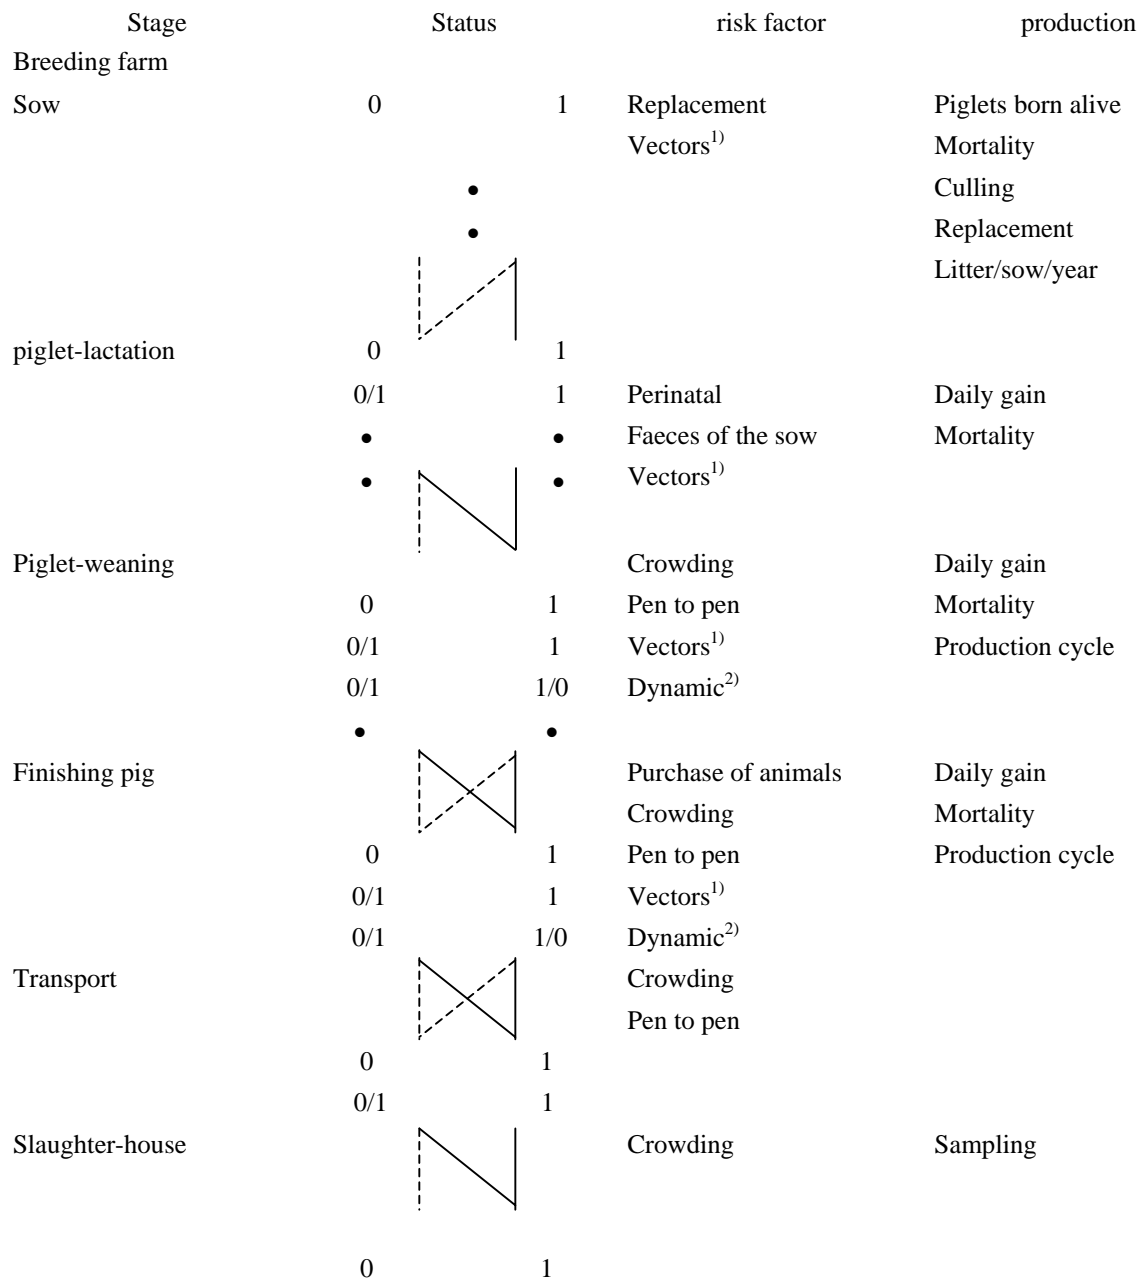 Stage Status risk factor production
Breeding farm
Sow 0 1 Replacement Piglets born alive
Vectors1) Mortality
• Culling
• Replacement
Litter/sow/year
piglet-lactation 0 1
0/1 1 Perinatal Daily gain
• • Faeces of the sow Mortality
• • Vectors1)
Piglet-weaning Crowding Daily gain
0 1 Pen to pen Mortality
0/1 1 Vectors1) Production cycle
0/1 1/0 Dynamic2)
• •
Finishing pig Purchase of animals Daily gain
Crowding Mortality
0 1 Pen to pen Production cycle
0/1 1 Vectors1)
0/1 1/0 Dynamic2)
Transport Crowding
Pen to pen
0 1
0/1 1
Slaughter-house Crowding Sampling
0 1